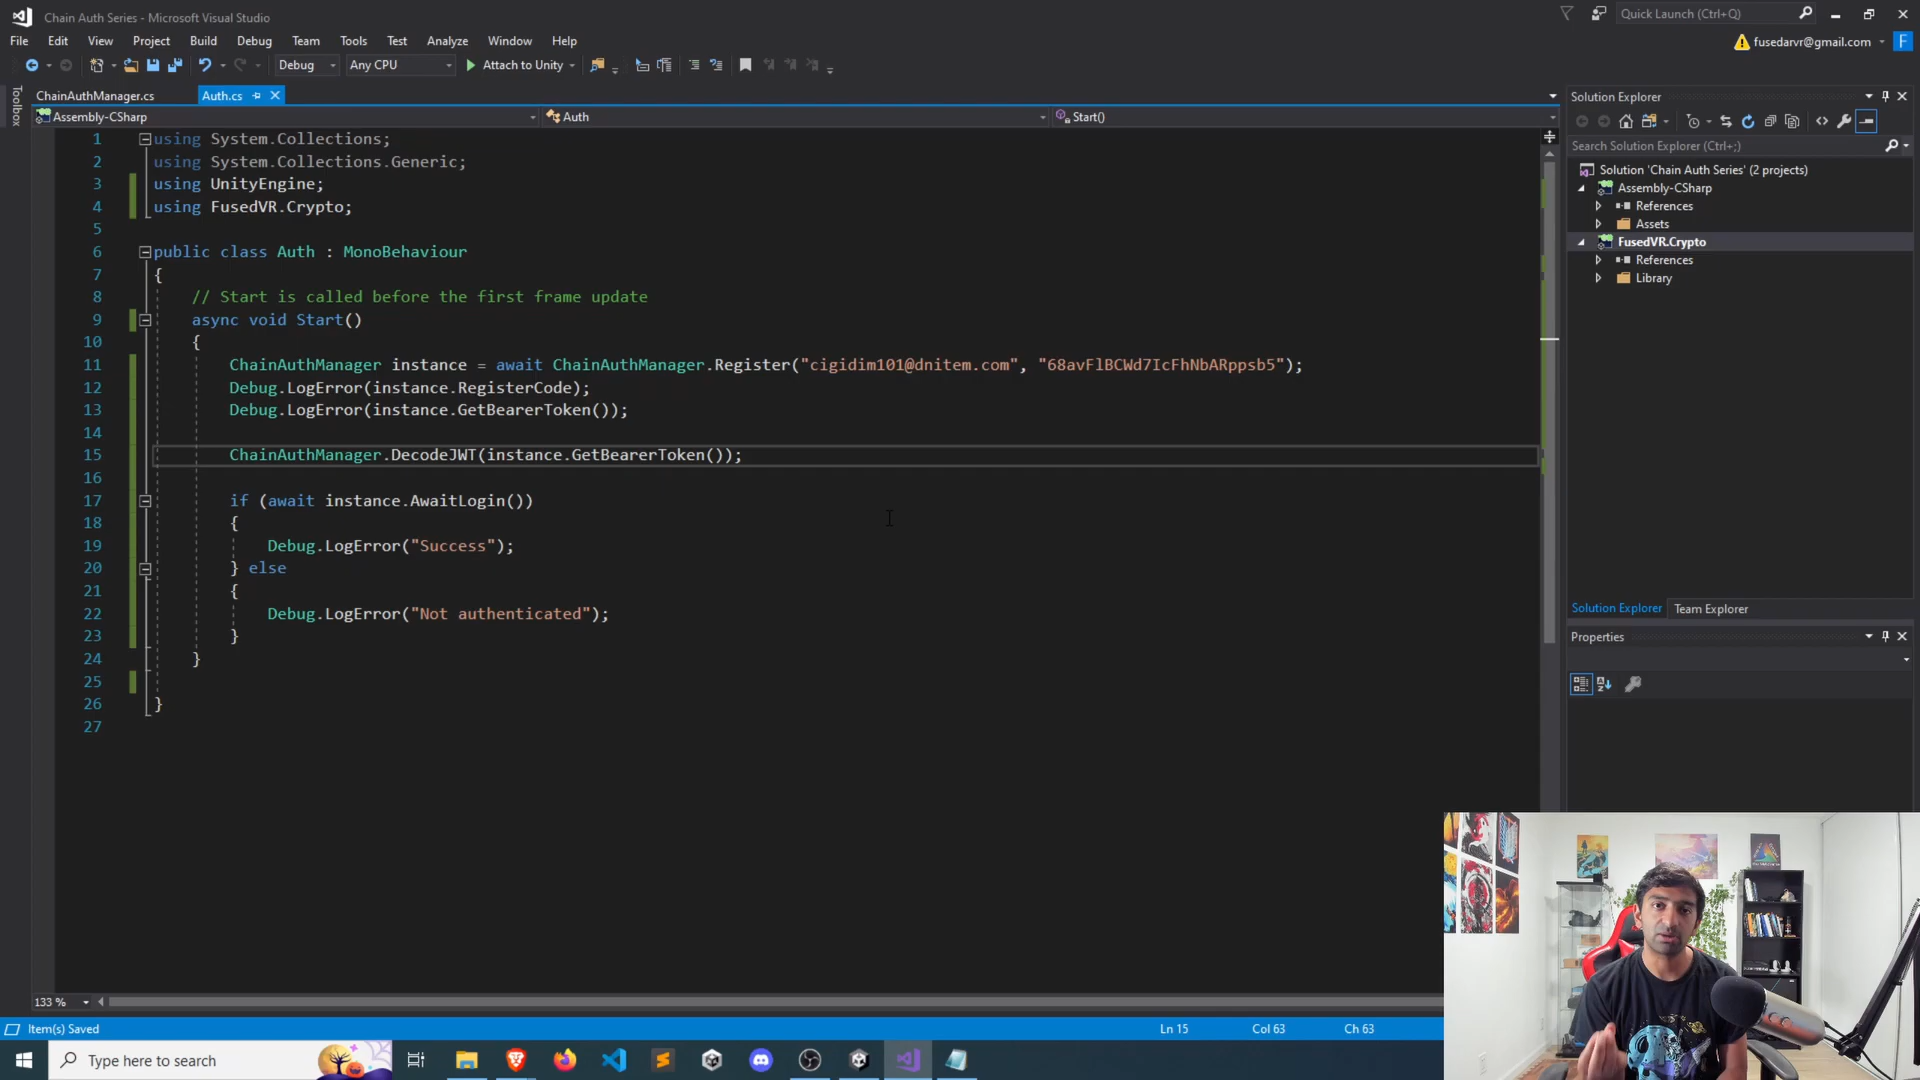 Chain Auth Series - Microsoft Visual Studio
Quick Launch (Ctrl+Q)
File Edit View Project Build Debug Team Tools Test Analyze Window Help
fusedarvr@gmail.com F
Debug Any CPU Attach to Unity
Toolbox
ChainAuthManager.cs Auth.cs
Assembly-CSharp Auth Start()
1 using System.Collections;
2 using System.Collections.Generic;
3 using UnityEngine;
4 using FusedVR.Crypto;
5
6 public class Auth : MonoBehaviour
7 {
8 // Start is called before the first frame update
9 async void Start()
10 {
11 ChainAuthManager instance = await ChainAuthManager.Register("cigidim101@dnitem.com", "68avFlBCWd7IcFhNbARppsb5");
12 Debug.LogError(instance.RegisterCode);
13 Debug.LogError(instance.GetBearerToken());
14
15 ChainAuthManager.DecodeJWT(instance.GetBearerToken());
16
17 if (await instance.AwaitLogin())
18 {
19 Debug.LogError("Success");
20 } else
21 {
22 Debug.LogError("Not authenticated");
23 }
24 }
25
26 }
27
133 %
Solution Explorer
Search Solution Explorer (Ctrl+;)
Solution 'Chain Auth Series' (2 projects)
Assembly-CSharp
References
Assets
FusedVR.Crypto
References
Library
Solution Explorer Team Explorer
Properties
Item(s) Saved Ln 15 Col 63 Ch 63
Type here to search